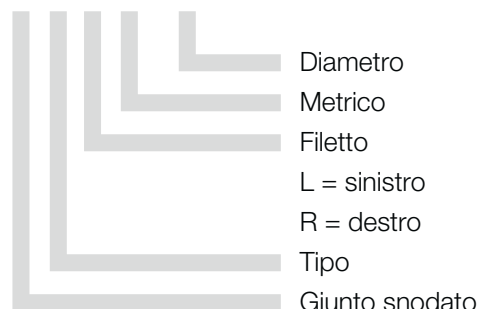 Diametro
Metrico
Filetto
L = sinistro
R = destro
Tipo
Giunto snodato